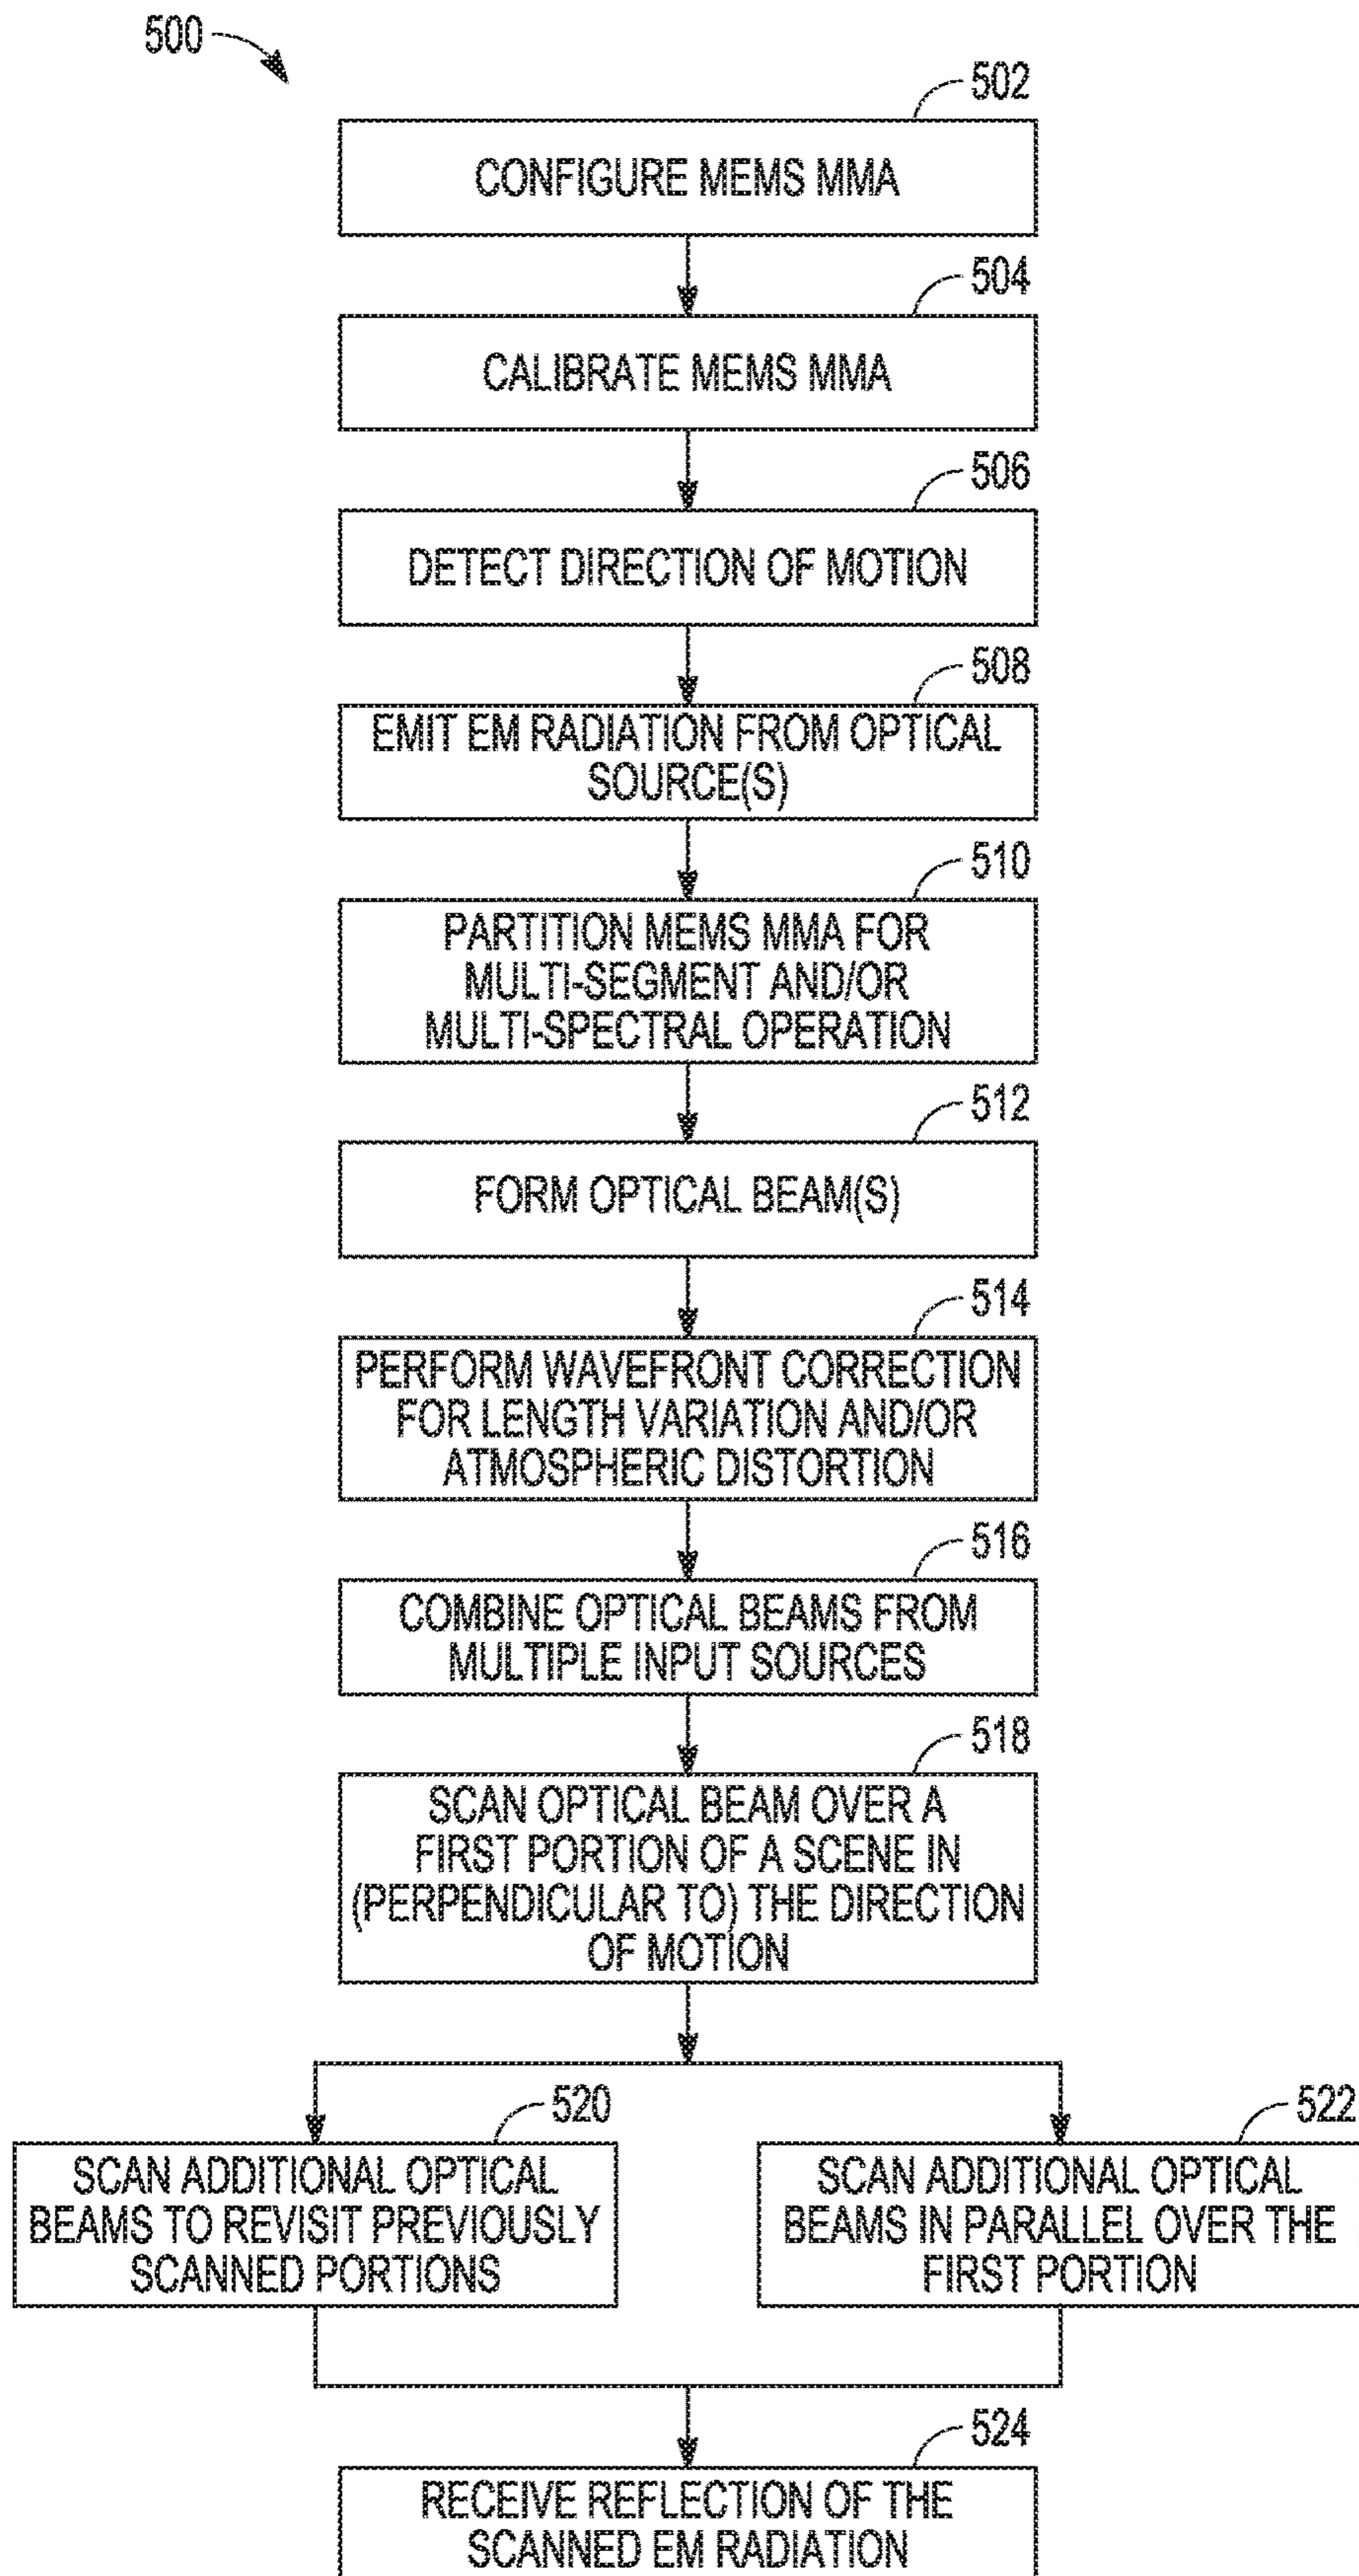 500
502
CONFIGURE MEMS MMA
504
CALIBRATE MEMS MMA
506
DETECT DIRECTION OF MOTION
508
EMIT EM RADIATION FROM OPTICAL
SOURCE(S)
510
PARTITION MEMS MMA FOR
MULTI-SEGMENT AND/OR
MULTI-SPECTRAL OPERATION
512
FORM OPTICAL BEAM(S)
514
PERFORM WAVEFRONT CORRECTION
FOR LENGTH VARIATION AND/OR
ATMOSPHERIC DISTORTION
516
COMBINE OPTICAL BEAMS FROM
MULTIPLE INPUT SOURCES
518
SCAN OPTICAL BEAM OVER A
FIRST PORTION OF A SCENE IN
(PERPENDICULAR TO) THE DIRECTION
OF MOTION
520
SCAN ADDITIONAL OPTICAL
BEAMS TO REVISIT PREVIOUSLY
SCANNED PORTIONS
522
SCAN ADDITIONAL OPTICAL
BEAMS IN PARALLEL OVER THE
FIRST PORTION
524
RECEIVE REFLECTION OF THE
SCANNED EM RADIATION